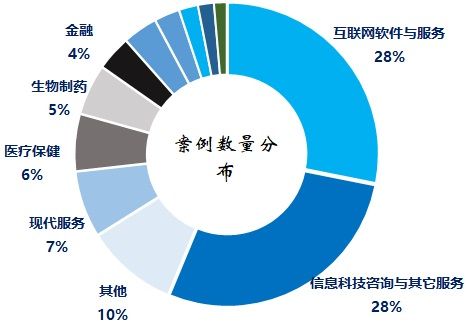 金融
4%
互联网软件与服务
28%
生物制药
5%
案例数量分
布
医疗保健
6%
现代服务
7%
信息科技咨询与其它服务
28%
其他
10%